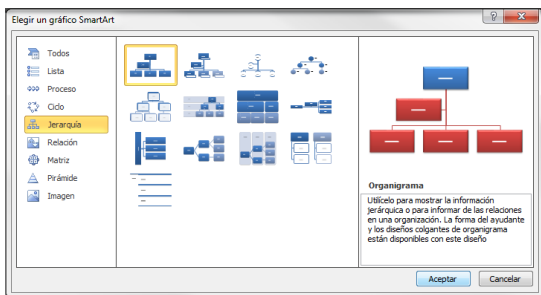 Elegir un gráfico SmartArt
Todos
Lista
Proceso
Ciclo
Jerarquía
Relación
Matriz
Pirámide
Imagen
Organigrama
Utilícelo para mostrar la información
jerárquica o para informar de las relaciones
en una organización. La forma del ayudante
y los diseños colgantes de organigrama
están disponibles con este diseño
Aceptar
Cancelar